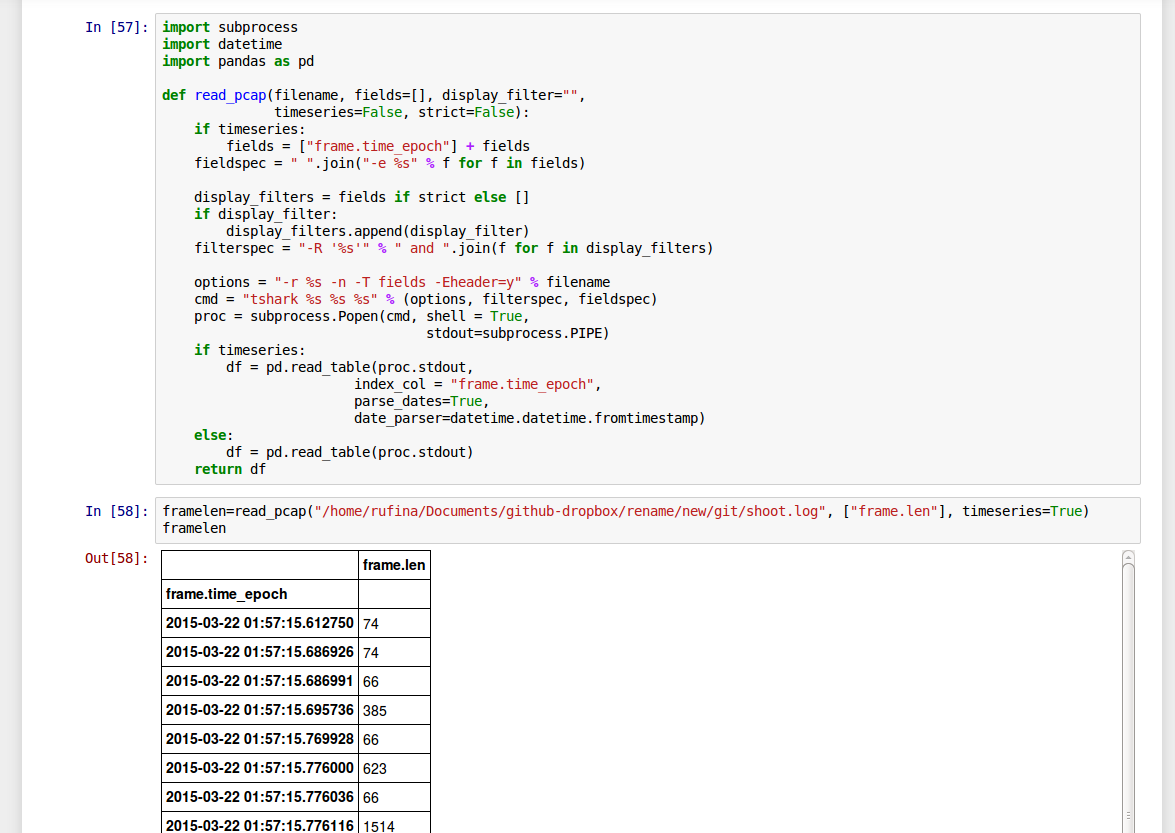 In [57]: import subprocess
import datetime
import pandas as pd
def read_pcap(filename, fields=[], display_filter="",
timeseries=False, strict=False):
if timeseries:
fields = ["frame.time_epoch"] + fields
fieldspec = " ".join("-e %s" % f for f in fields)
display_filters = fields if strict else []
if display_filter:
display_filters.append(display_filter)
filterspec = "-R '%s'" % " and ".join(f for f in display_filters)
options = "-r %s -n -T fields -Eheader=y" % filename
cmd = "tshark %s %s %s" % (options, filterspec, fieldspec)
proc = subprocess.Popen(cmd, shell = True,
stdout=subprocess.PIPE)
if timeseries:
df = pd.read_table(proc.stdout,
index_col = "frame.time_epoch",
parse_dates=True,
date_parser=datetime.datetime.fromtimestamp)
else:
df = pd.read_table(proc.stdout)
return df
In [58]: framelen=read_pcap("/home/rufina/Documents/github-dropbox/rename/new/git/shoot.log", ["frame.len"], timeseries=True)
framelen
Out[58]: frame.len
frame.time_epoch
2015-03-22 01:57:15.612750 74
2015-03-22 01:57:15.686926 74
2015-03-22 01:57:15.686991 66
2015-03-22 01:57:15.695736 385
2015-03-22 01:57:15.769928 66
2015-03-22 01:57:15.776000 623
2015-03-22 01:57:15.776036 66
2015-03-22 01:57:15.776116 1514